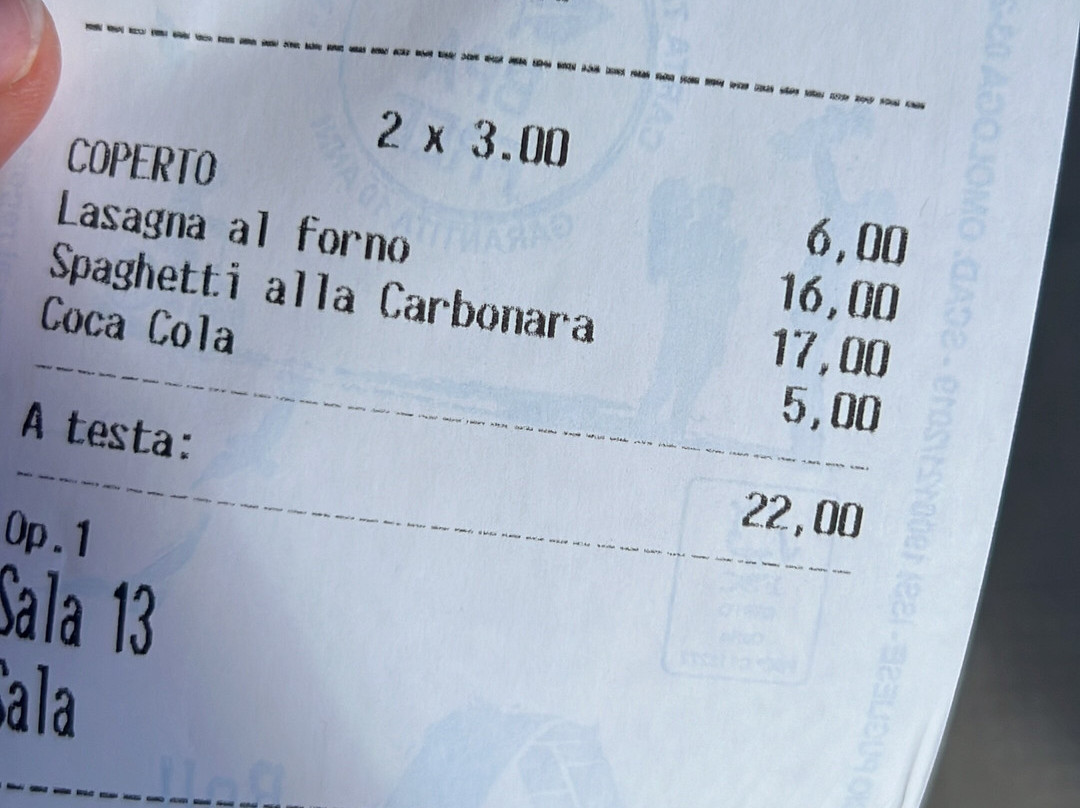 2 x 3.00
COPERTO 6,00
Lasagna al forno 16,00
Spaghetti alla Carbonara 17,00
Coca Cola 5,00
A testa: 22,00
Op.1
Sala 13
Sala